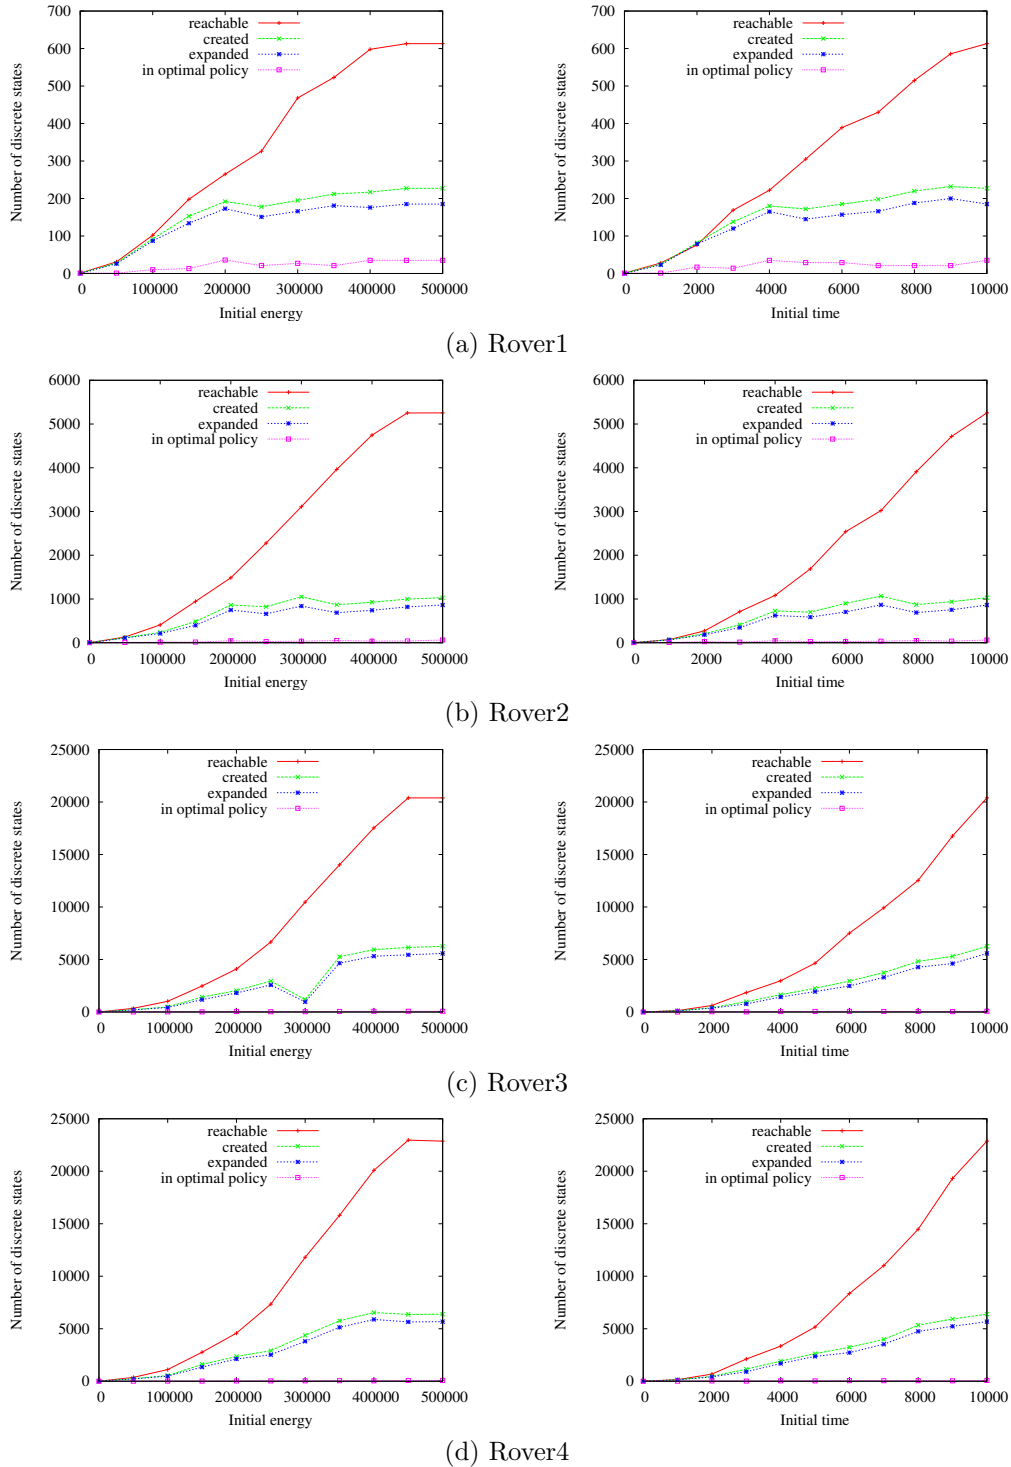 Number of discrete states
700
600
500
400
300
200
100
0
reachable
created
expanded
in optimal policy
0 100000 200000 300000 400000 500000
Initial energy
Number of discrete states
700
600
500
400
300
200
100
0
reachable
created
expanded
in optimal policy
0 2000 4000 6000 8000 10000
Initial time
(a) Rover1
Number of discrete states
6000
5000
4000
3000
2000
1000
0
reachable
created
expanded
in optimal policy
0 100000 200000 300000 400000 500000
Initial energy
Number of discrete states
6000
5000
4000
3000
2000
1000
0
reachable
created
expanded
in optimal policy
0 2000 4000 6000 8000 10000
Initial time
(b) Rover2
Number of discrete states
25000
20000
15000
10000
5000
0
reachable
created
expanded
in optimal policy
0 100000 200000 300000 400000 500000
Initial energy
Number of discrete states
25000
20000
15000
10000
5000
0
reachable
created
expanded
in optimal policy
0 2000 4000 6000 8000 10000
Initial time
(c) Rover3
Number of discrete states
25000
20000
15000
10000
5000
0
reachable
created
expanded
in optimal policy
0 100000 200000 300000 400000 500000
Initial energy
Number of discrete states
25000
20000
15000
10000
5000
0
reachable
created
expanded
in optimal policy
0 2000 4000 6000 8000 10000
Initial time
(d) Rover4